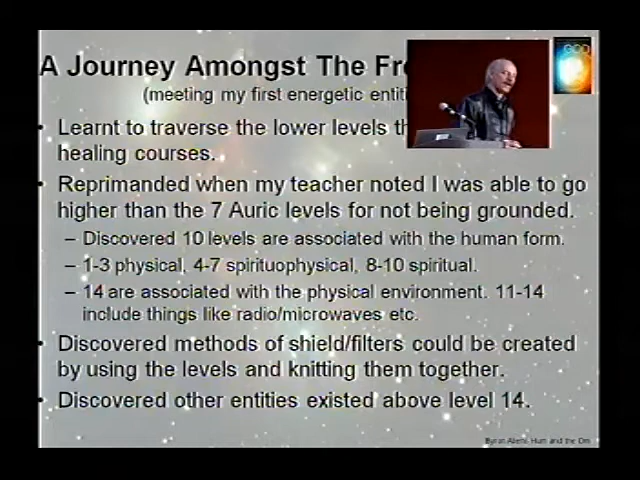 A Journey Amongst The Fre
(meeting my first energetic entiti
• Learnt to traverse the lower levels th
healing courses.
• Reprimanded when my teacher noted I was able to go
higher than the 7 Auric levels for not being grounded.
– Discovered 10 levels are associated with the human form.
– 1-3 physical, 4-7 spirituophysical, 8-10 spiritual.
– 14 are associated with the physical environment. 11-14
include things like radio/microwaves etc.
• Discovered methods of shield/filters could be created
by using the levels and knitting them together.
• Discovered other entities existed above level 14.
and the